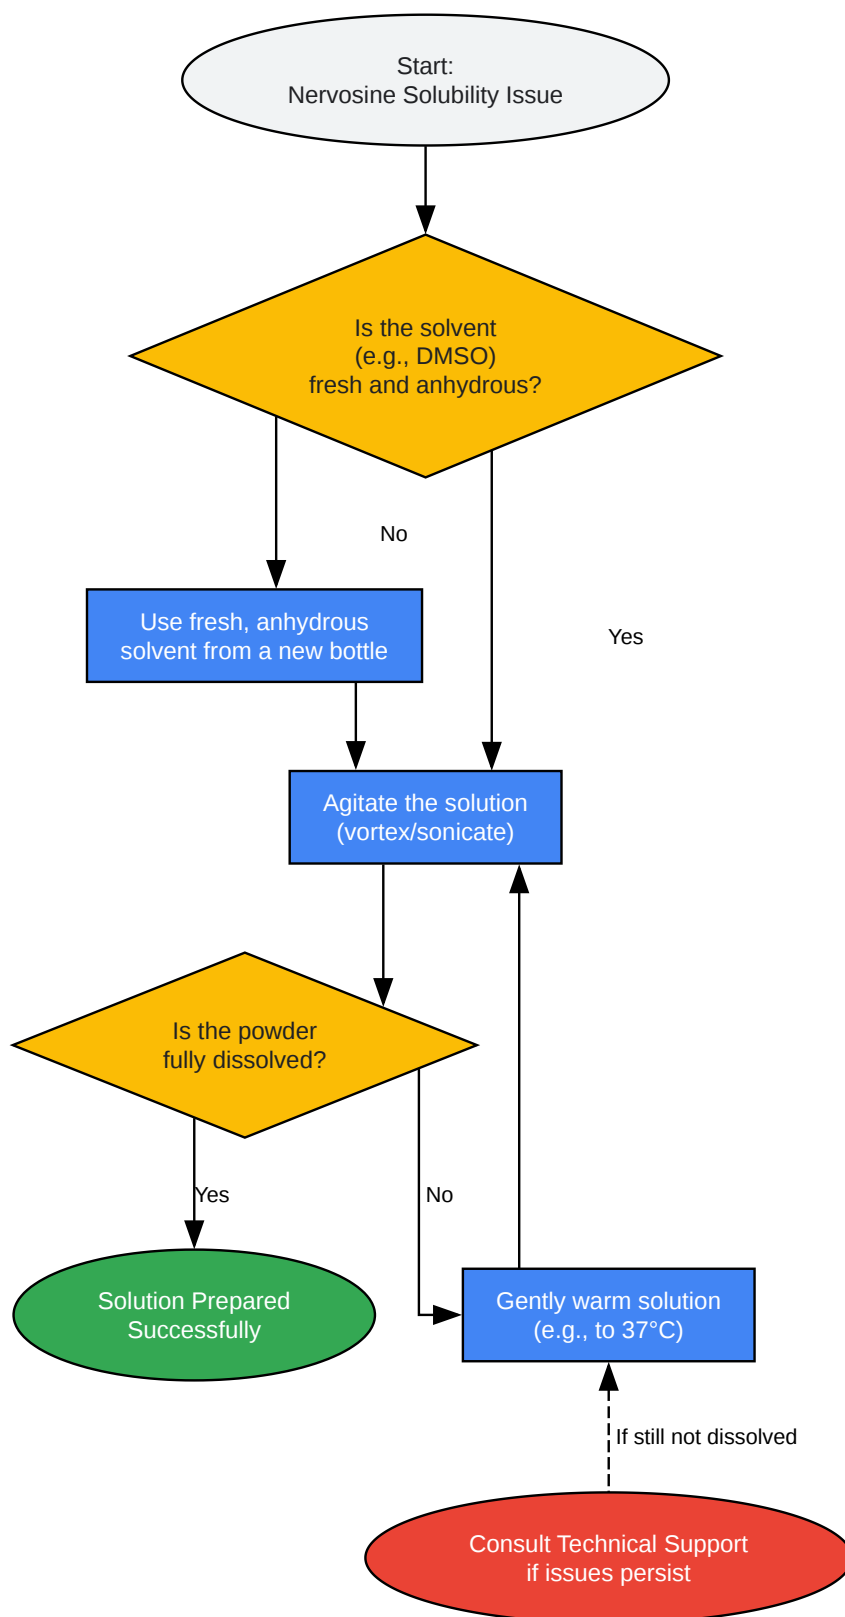 Start:
Nervosine Solubility Issue
Is the solvent
(e.g., DMSO)
fresh and anhydrous?
No
Use fresh, anhydrous
solvent from a new bottle
Yes
Agitate the solution
(vortex/sonicate)
Is the powder
fully dissolved?
Yes
No
Solution Prepared
Successfully
Gently warm solution
(e.g., to 37°C)
If still not dissolved
Consult Technical Support
if issues persist